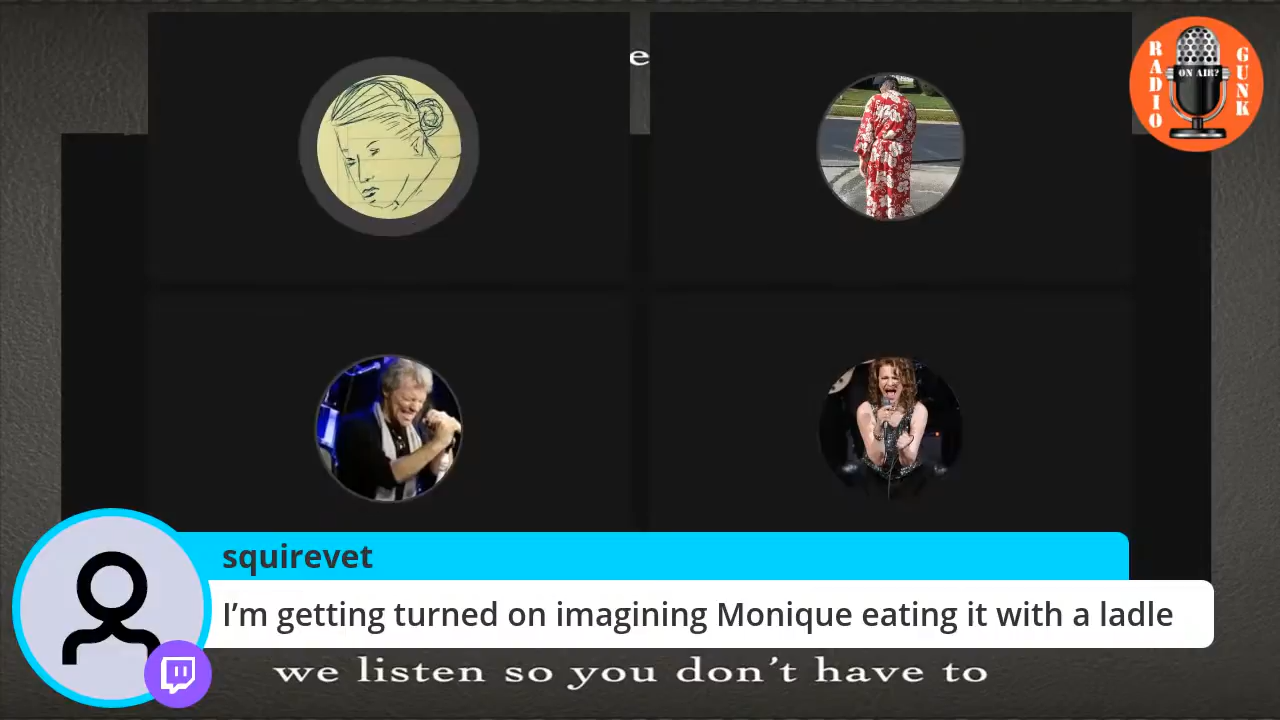 e
RADIO
ON AIR?
GUNK
squirevet
I’m getting turned on imagining Monique eating it with a ladle
we listen so you don’t have to